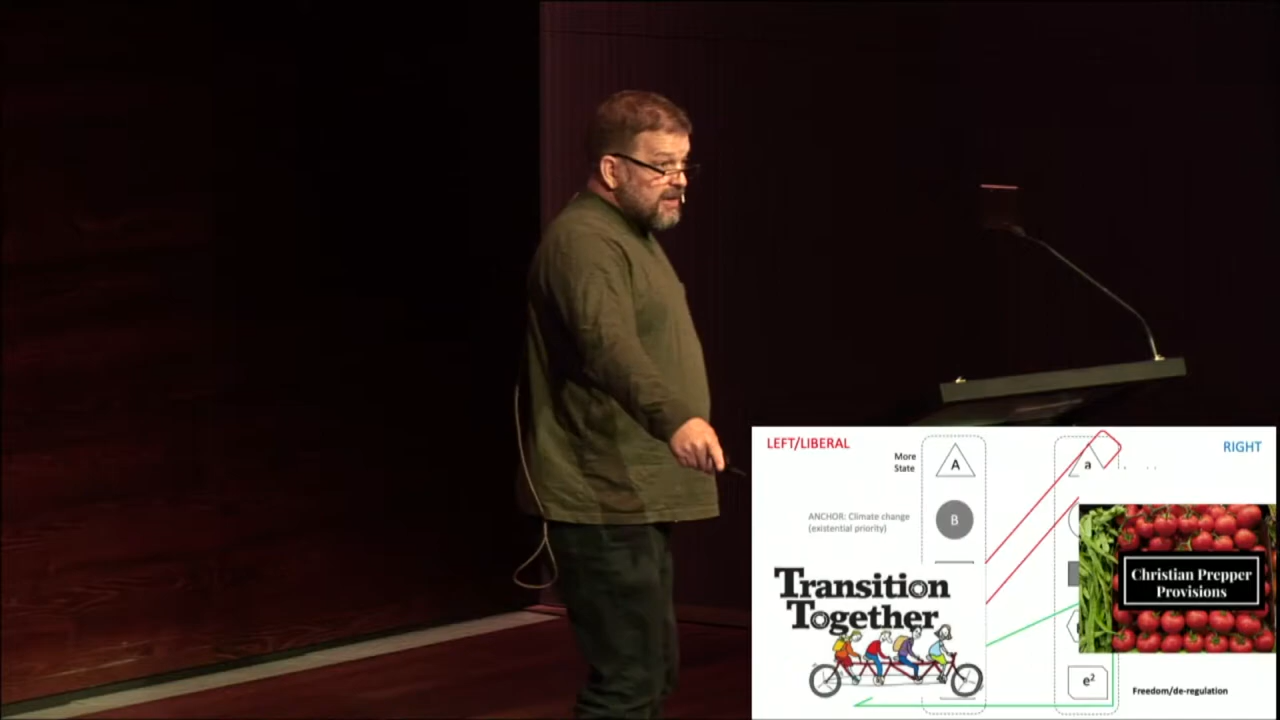 LEFT/LIBERAL
RIGHT
More
State
A
a
ANCHOR: Climate change
(existential priority)
B
Transition
Together
Christian Prepper
Provisions
e²
Freedom/de-regulation